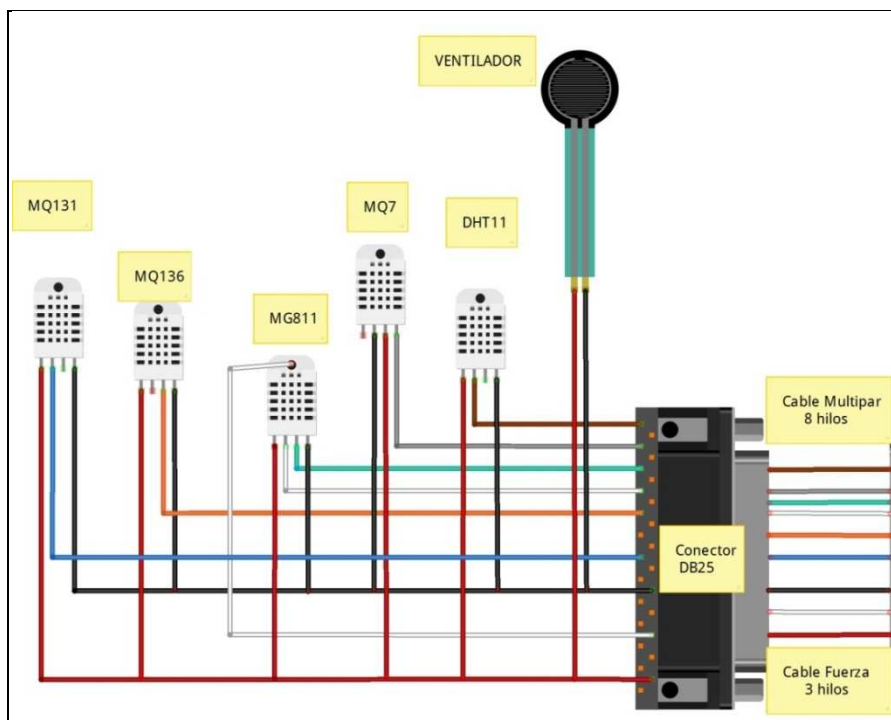 VENTILADOR
MQ131
MQ7
DHT11
MQ136
MG811
Cable Multipar
8 hilos
Conector
DB25
Cable Fuerza
3 hilos